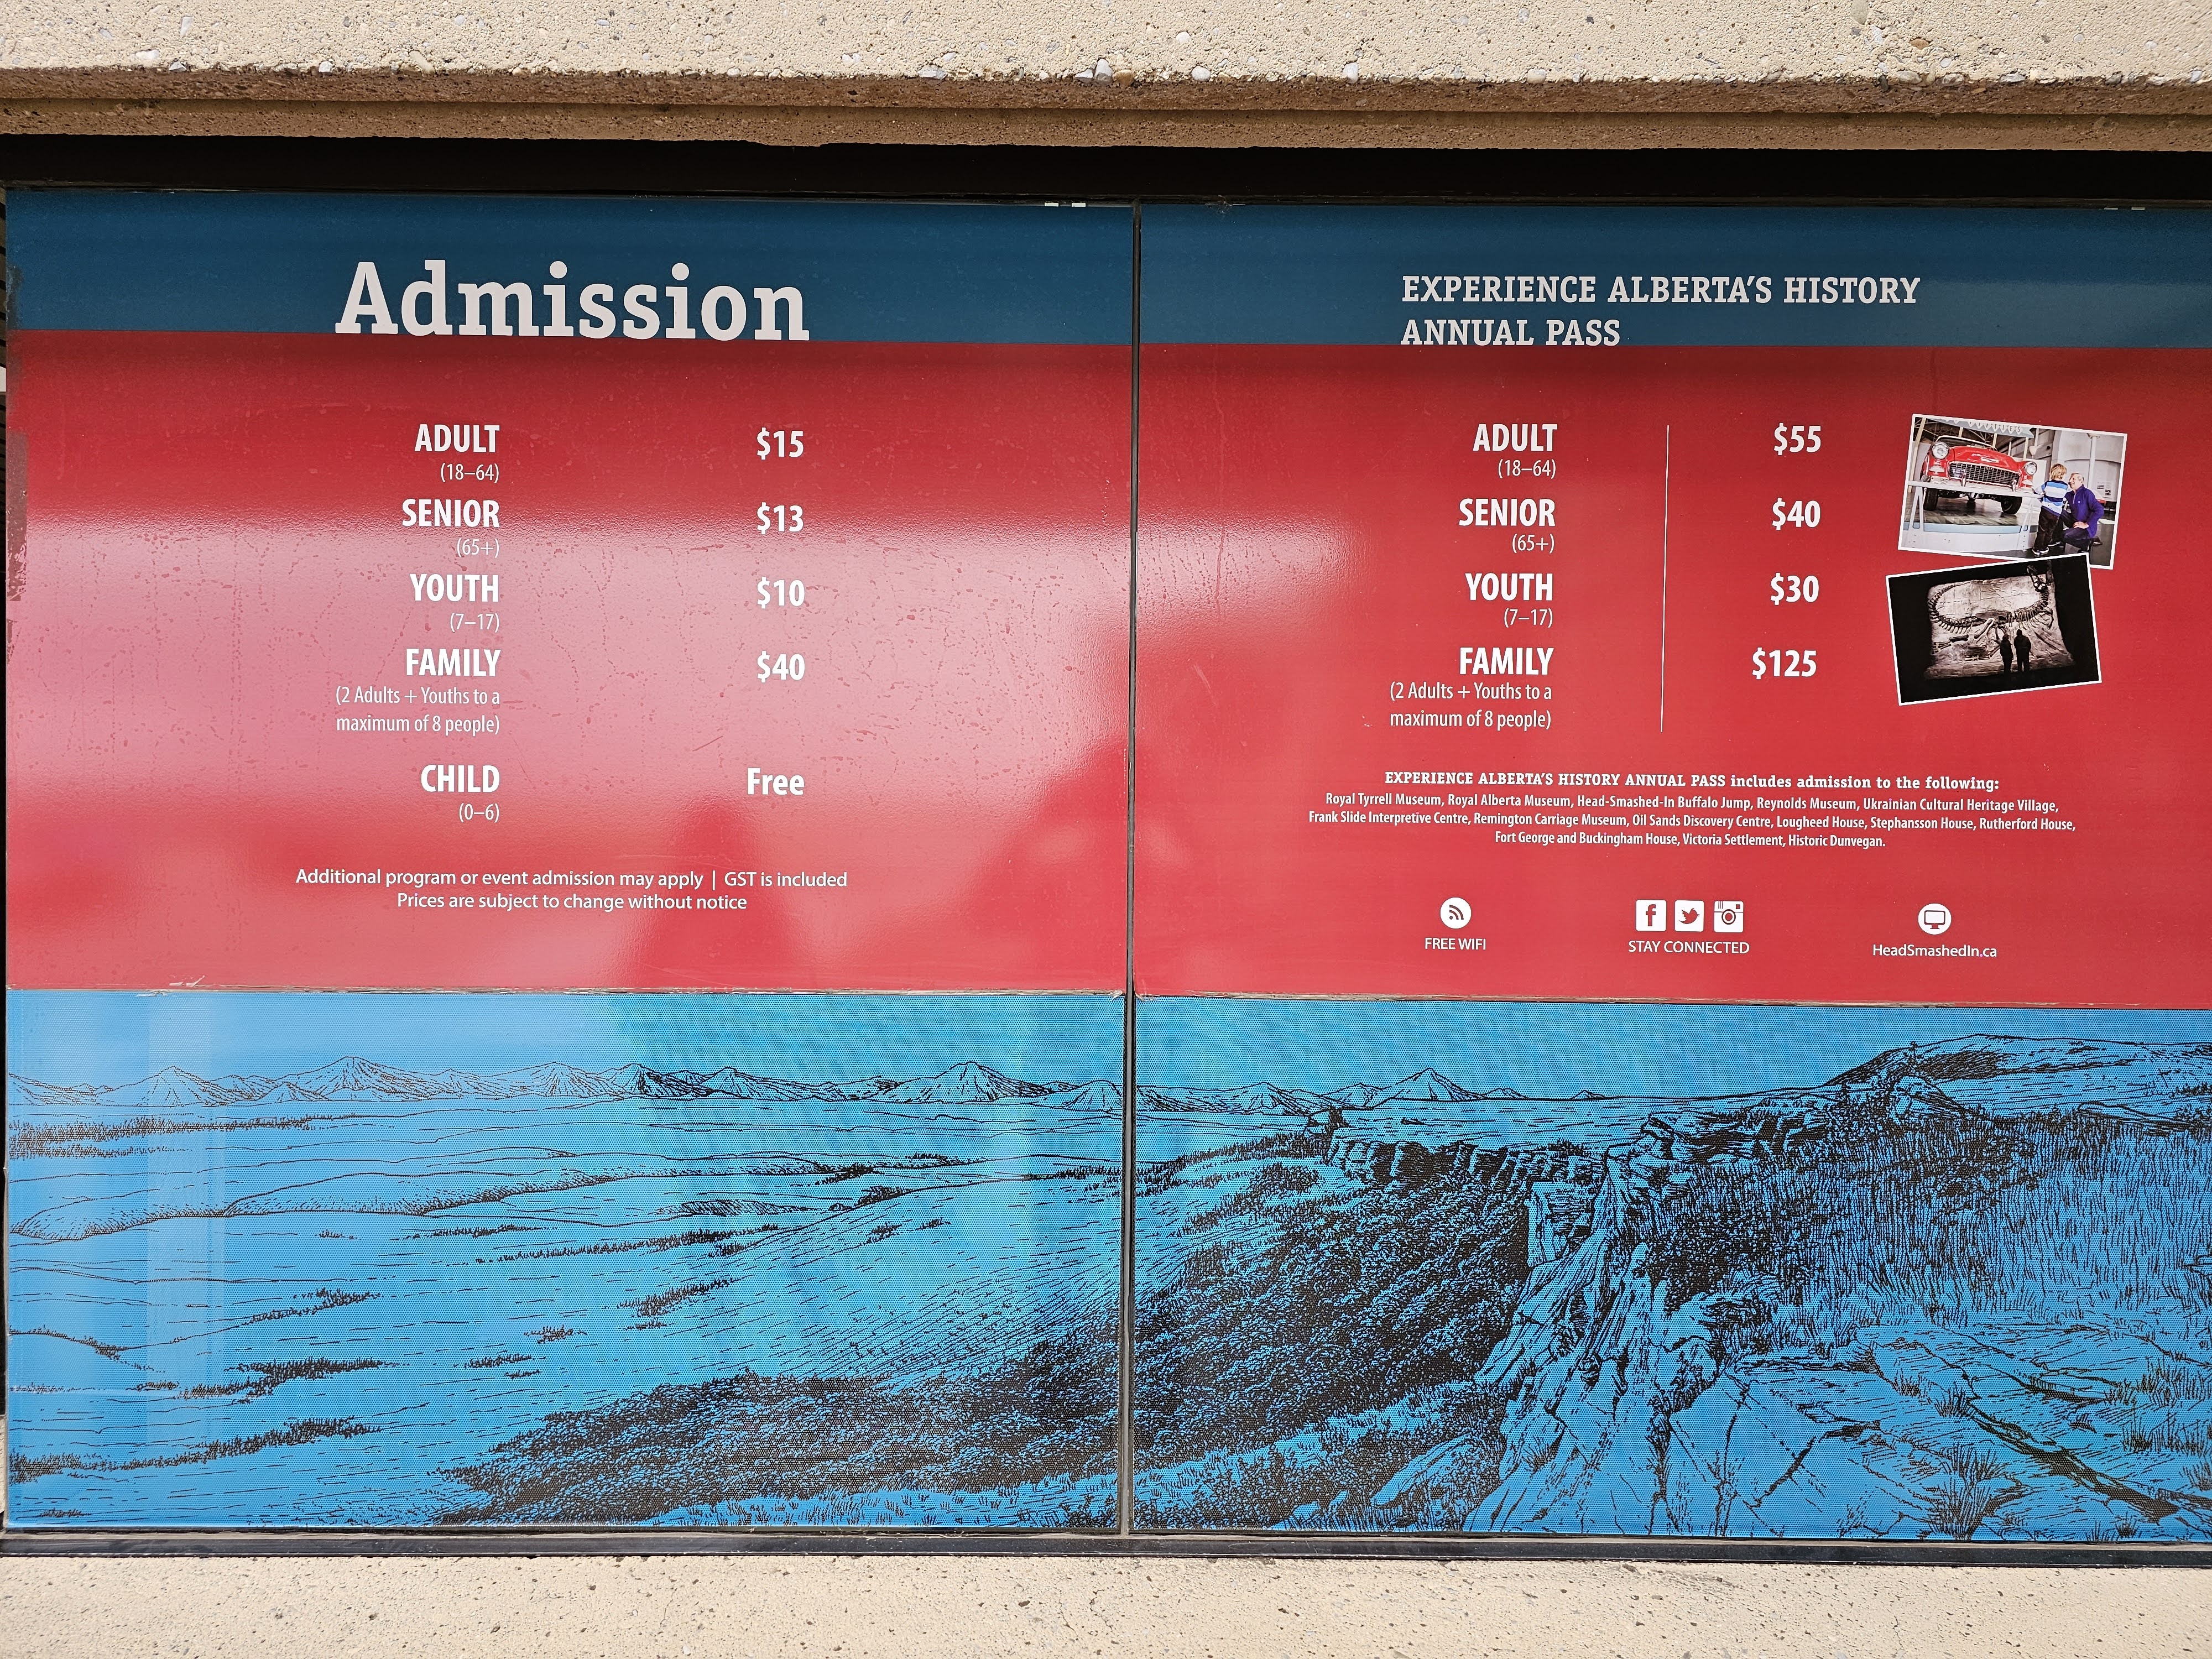 Admission
ADULT $15
(18–64)
SENIOR $13
(65+)
YOUTH $10
(7–17)
FAMILY $40
(2 Adults + Youths to a
maximum of 8 people)
CHILD Free
(0–6)
Additional program or event admission may apply | GST is included
Prices are subject to change without notice
EXPERIENCE ALBERTA'S HISTORY
ANNUAL PASS
ADULT $55
(18–64)
SENIOR $40
(65+)
YOUTH $30
(7–17)
FAMILY $125
(2 Adults + Youths to a
maximum of 8 people)
EXPERIENCE ALBERTA'S HISTORY ANNUAL PASS includes admission to the following:
Royal Tyrrell Museum, Royal Alberta Museum, Head-Smashed-In Buffalo Jump, Reynolds Museum, Ukrainian Cultural Heritage Village,
Frank Slide Interpretive Centre, Remington Carriage Museum, Oil Sands Discovery Centre, Lougheed House, Stephansson House, Rutherford House,
Fort George and Buckingham House, Victoria Settlement, Historic Dunvegan.
FREE WIFI
STAY CONNECTED
HeadSmashedIn.ca